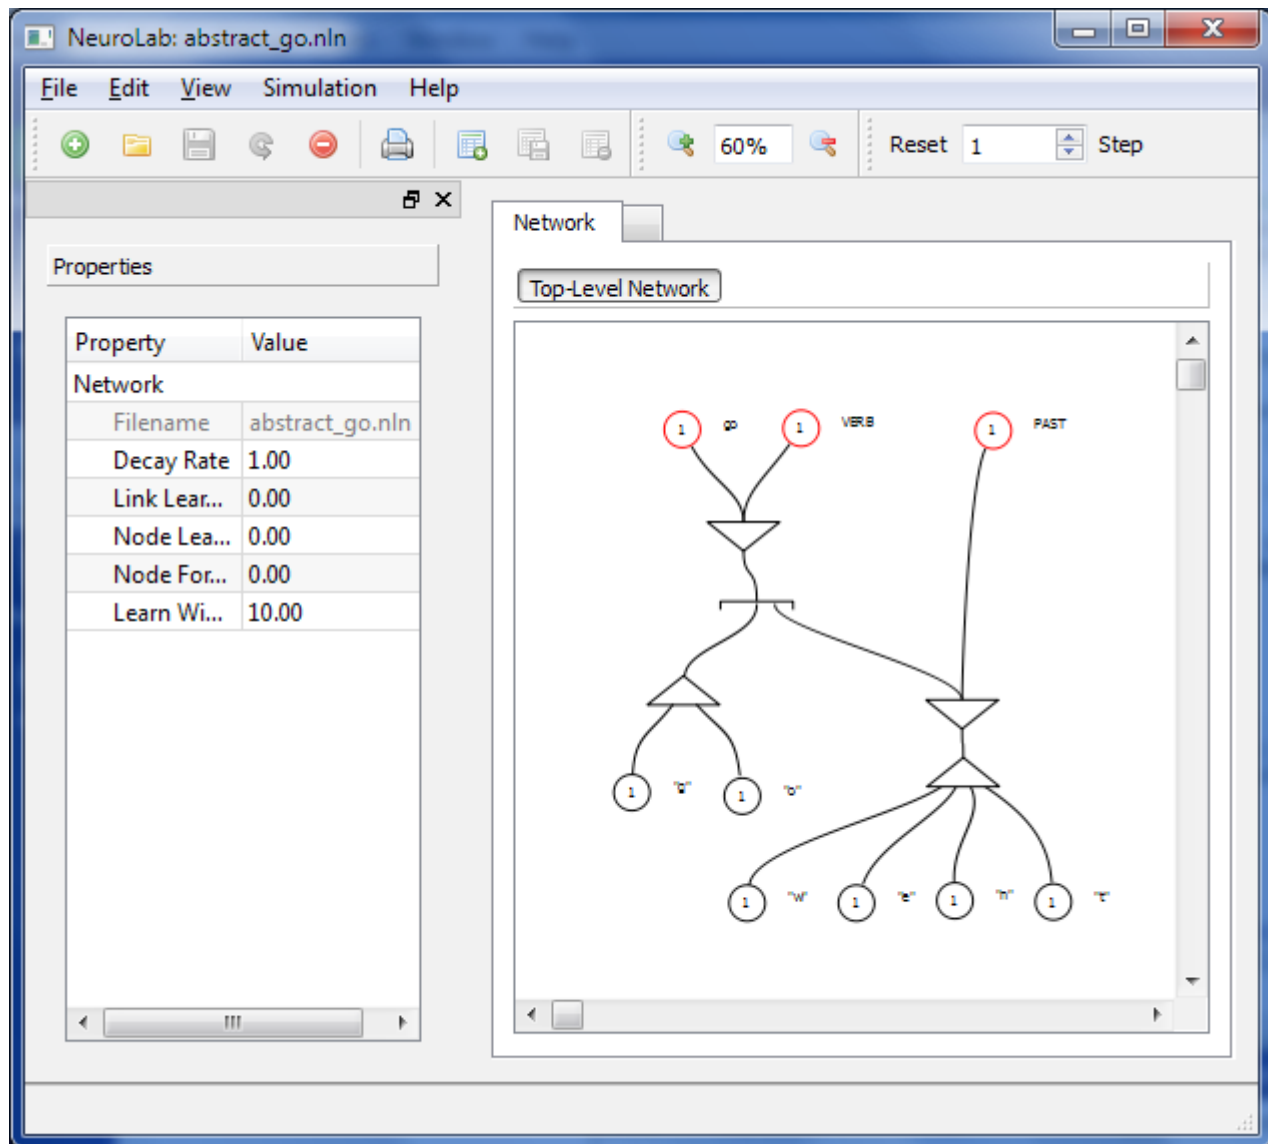 NeuroLab: abstract_go.nln
File Edit View Simulation Help
60% Reset 1 Step
Properties
Property Value
Network
Filename abstract_go.nln
Decay Rate 1.00
Link Lear... 0.00
Node Lea... 0.00
Node For... 0.00
Learn Wi... 10.00
Network
Top-Level Network
1 go 1 VERB 1 PAST
1 "g" 1 "o"
1 "w" 1 "e" 1 "n" 1 "t"